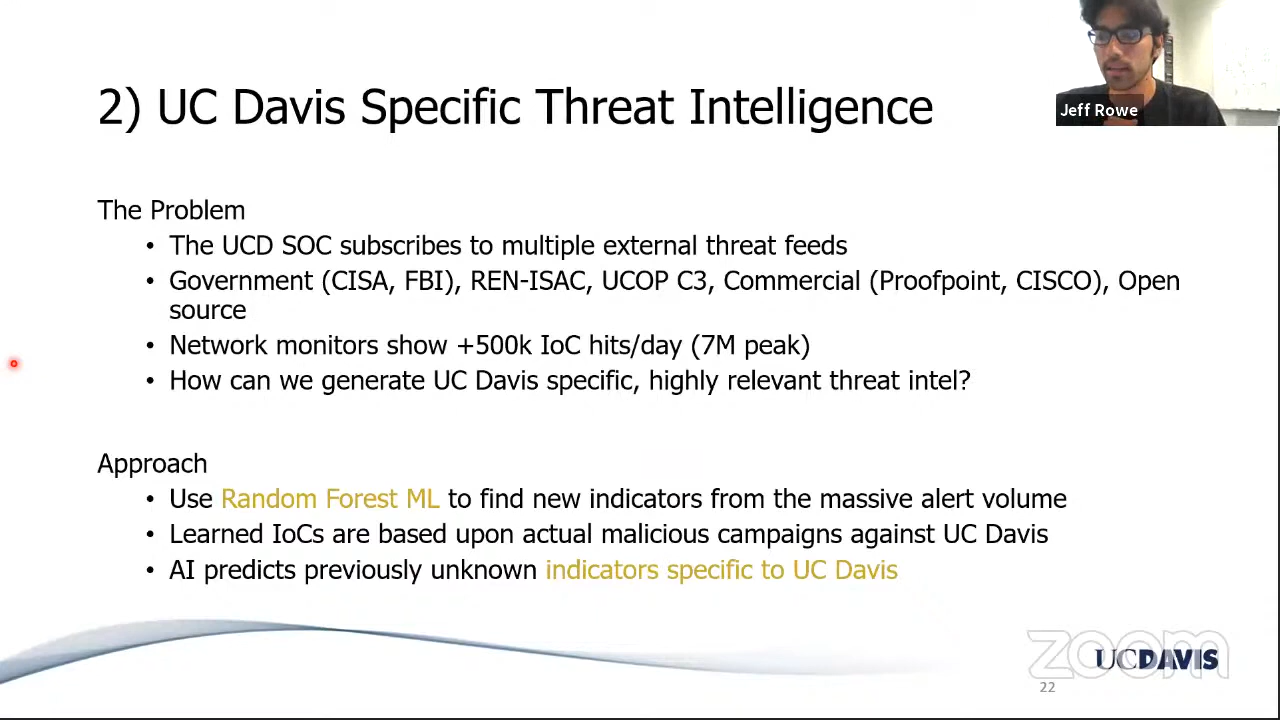 2) UC Davis Specific Threat Intelligence
Jeff Rowe
The Problem
• The UCD SOC subscribes to multiple external threat feeds
• Government (CISA, FBI), REN-ISAC, UCOP C3, Commercial (Proofpoint, CISCO), Open
source
• Network monitors show +500k IoC hits/day (7M peak)
• How can we generate UC Davis specific, highly relevant threat intel?
Approach
• Use Random Forest ML to find new indicators from the massive alert volume
• Learned IoCs are based upon actual malicious campaigns against UC Davis
• AI predicts previously unknown indicators specific to UC Davis
zoom
UCDAVIS
22